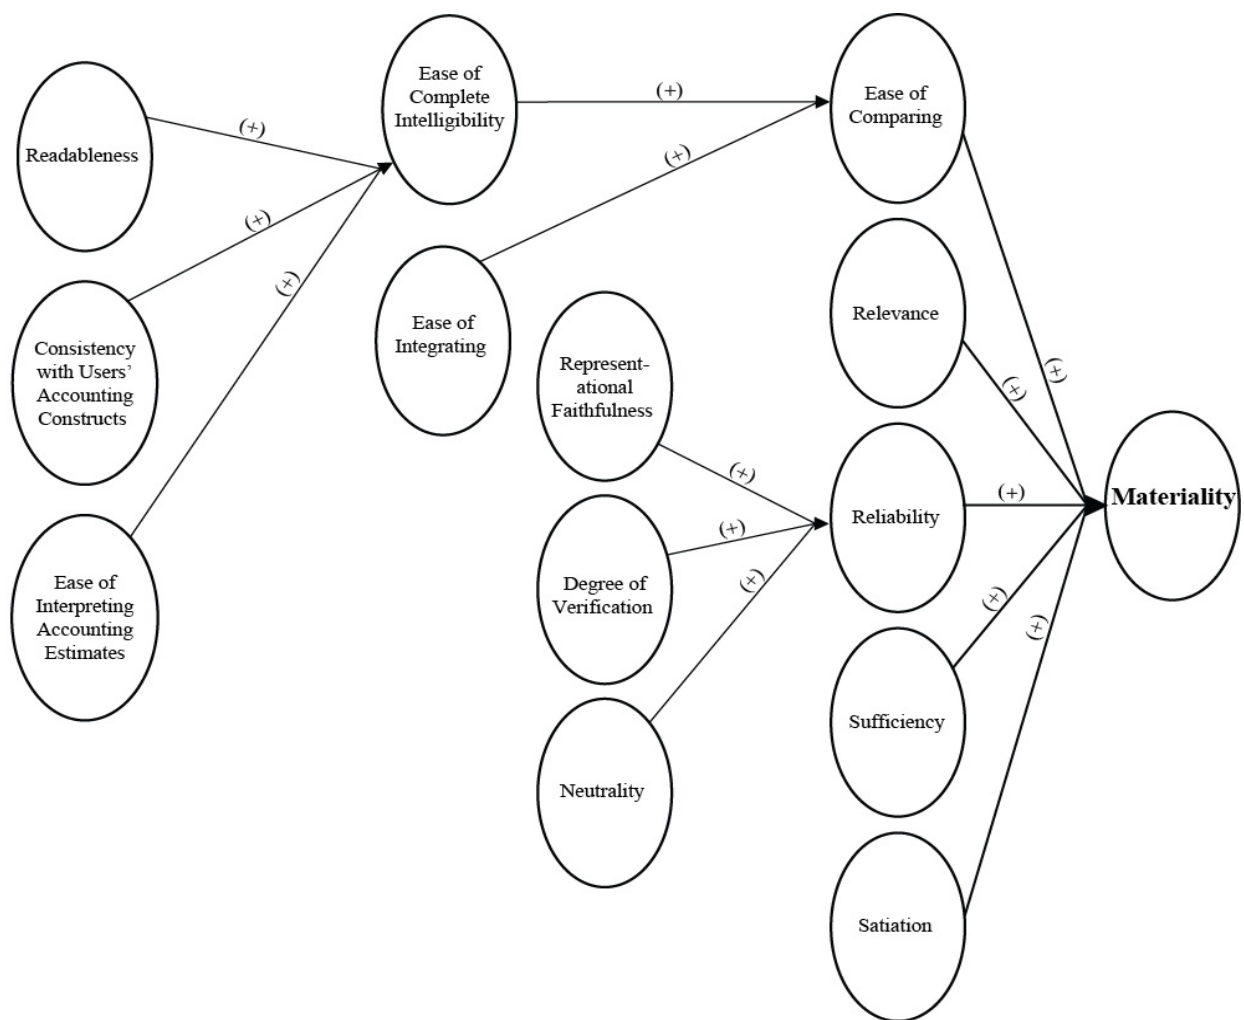 Readableness
(+)
Consistency
with Users'
Accounting
Constructs
(+)
Ease of
Interpreting
Accounting
Estimates
(+)
Ease of
Complete
Intelligibility
(+)
Ease of
Integrating
(+)
Represent-
ational
Faithfulness
(+)
Degree of
Verification
(+)
Neutrality
(+)
Ease of
Comparing
(+)
Relevance
(+)
Reliability
(+)
Sufficiency
(+)
Satiation
(+)
Materiality